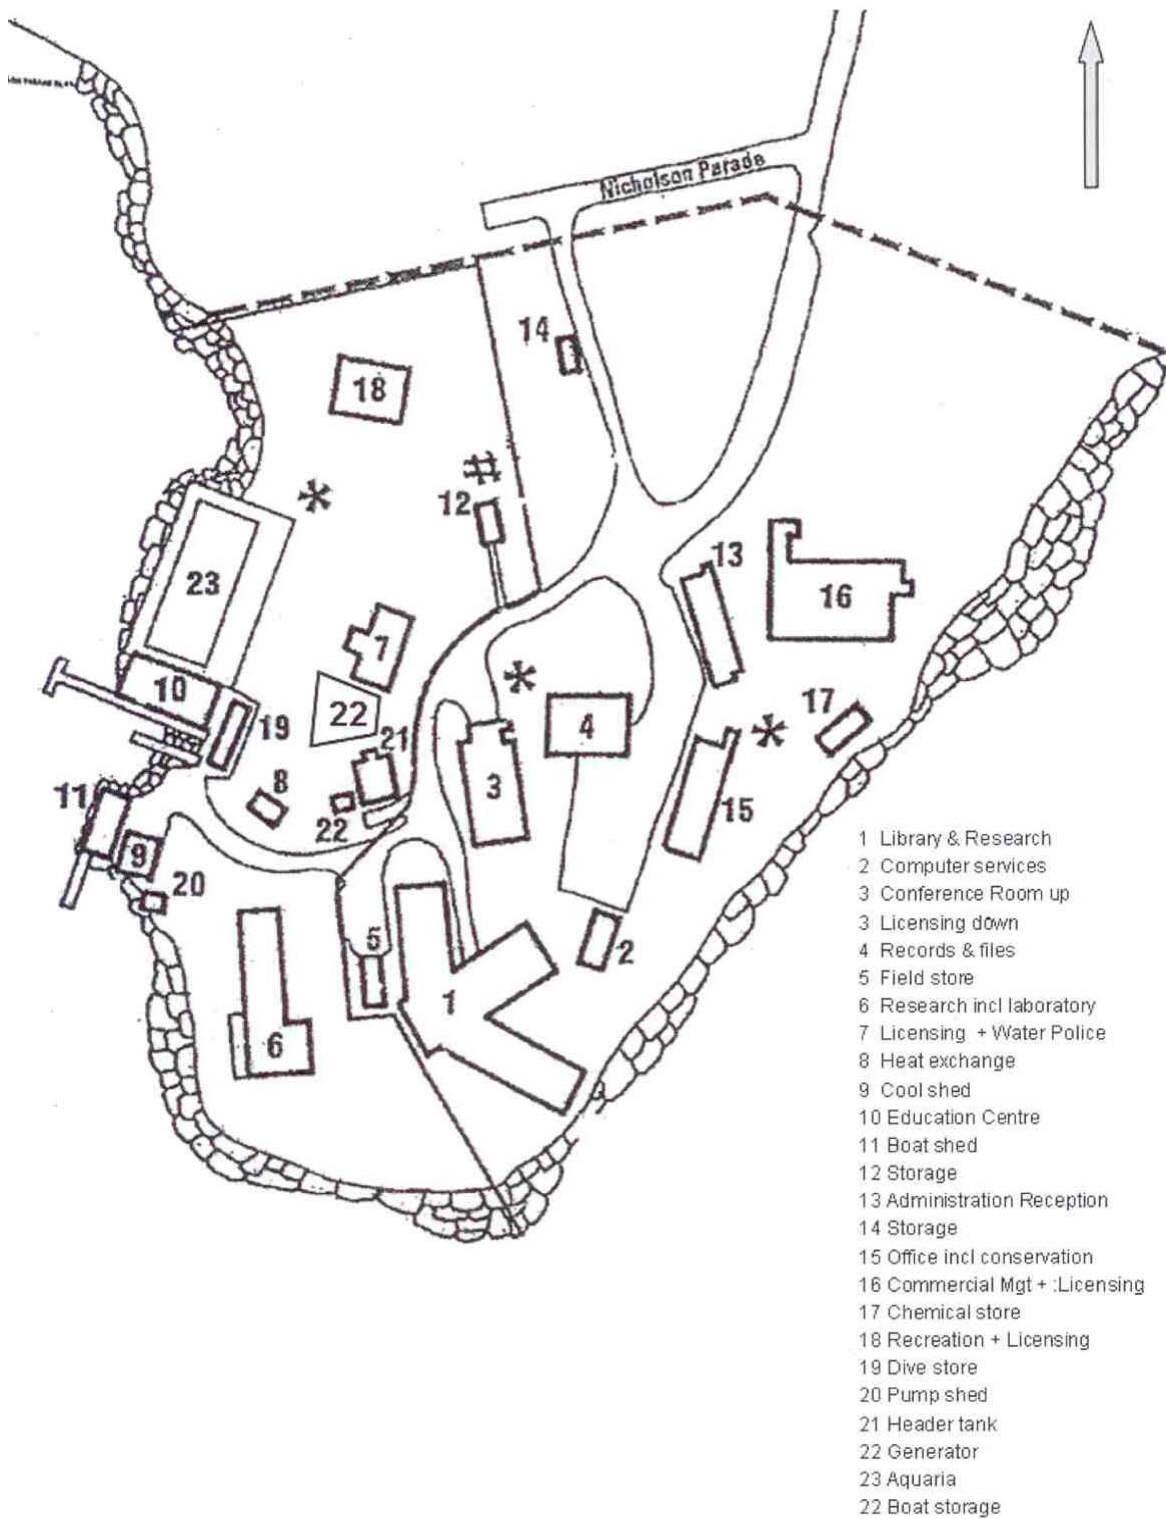 Nicholson Parade
14
18
12
13
23
16
7
10
17
22
19
4
21
8
3
11
22
15
9
20
5
2
1
6
1 Library & Research
2 Computer services
3 Conference Room up
3 Licensing down
4 Records & files
5 Field store
6 Research incl laboratory
7 Licensing + Water Police
8 Heat exchange
9 Cool shed
10 Education Centre
11 Boat shed
12 Storage
13 Administration Reception
14 Storage
15 Office incl conservation
16 Commercial Mgt + :Licensing
17 Chemical store
18 Recreation + Licensing
19 Dive store
20 Pump shed
21 Header tank
22 Generator
23 Aquaria
22 Boat storage